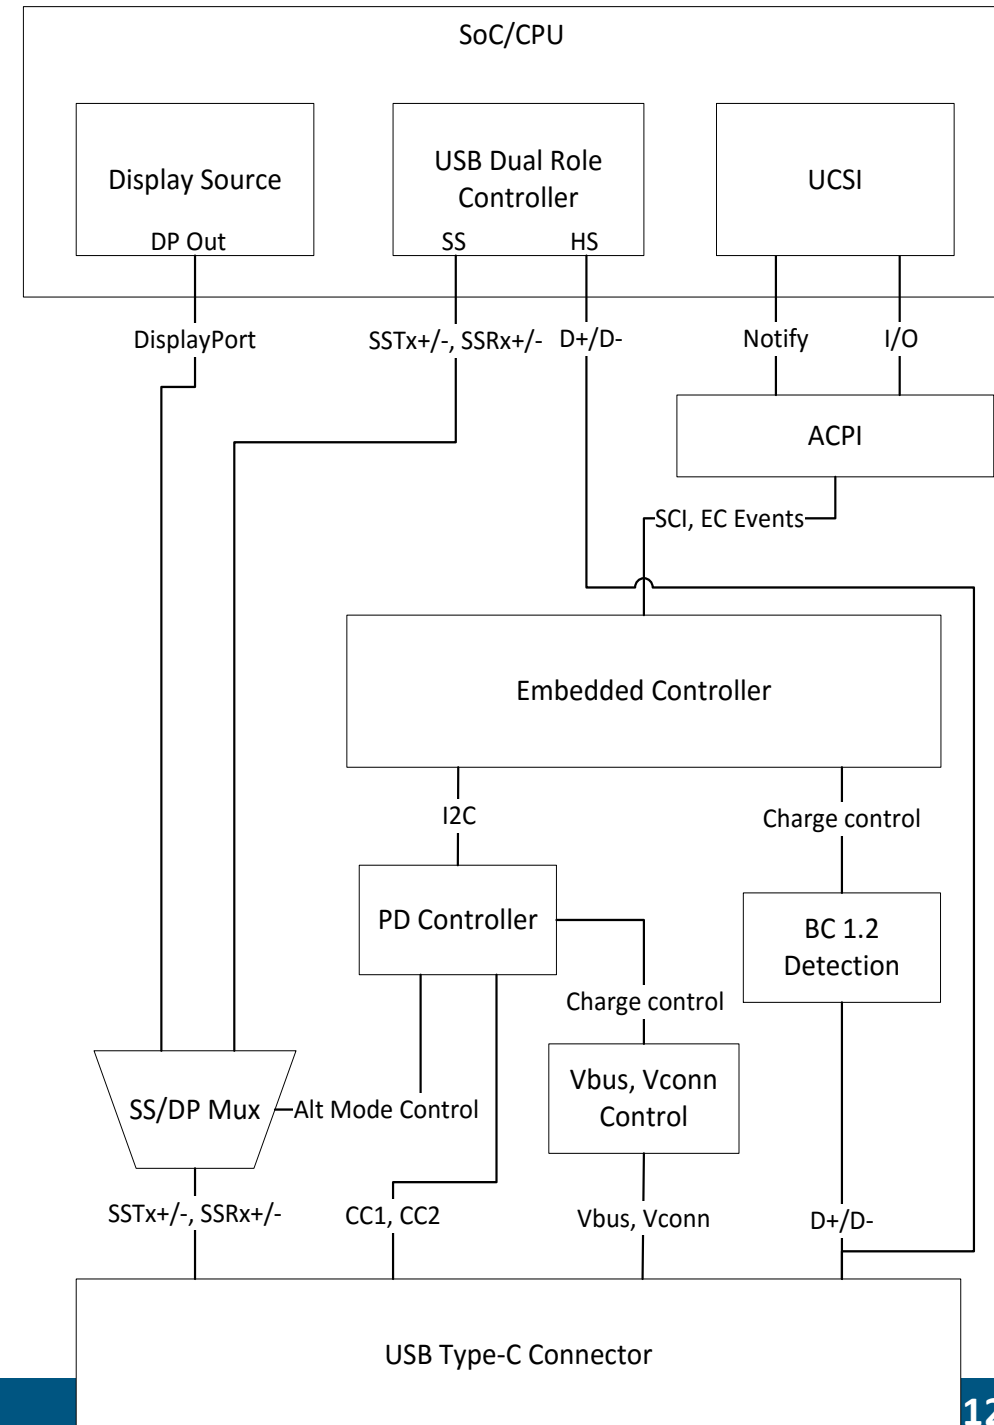 SoC/CPU
Display Source
DP Out
USB Dual Role
Controller
SS
HS
UCSI
DisplayPort
SSTx+/-, SSRx+/-
D+/D-
Notify
I/O
ACPI
SCI, EC Events
Embedded Controller
I2C
Charge control
PD Controller
BC 1.2
Detection
Charge control
Vbus, Vconn
Control
SS/DP Mux
Alt Mode Control
SSTx+/-, SSRx+/-
CC1, CC2
Vbus, Vconn
D+/D-
USB Type-C Connector
12